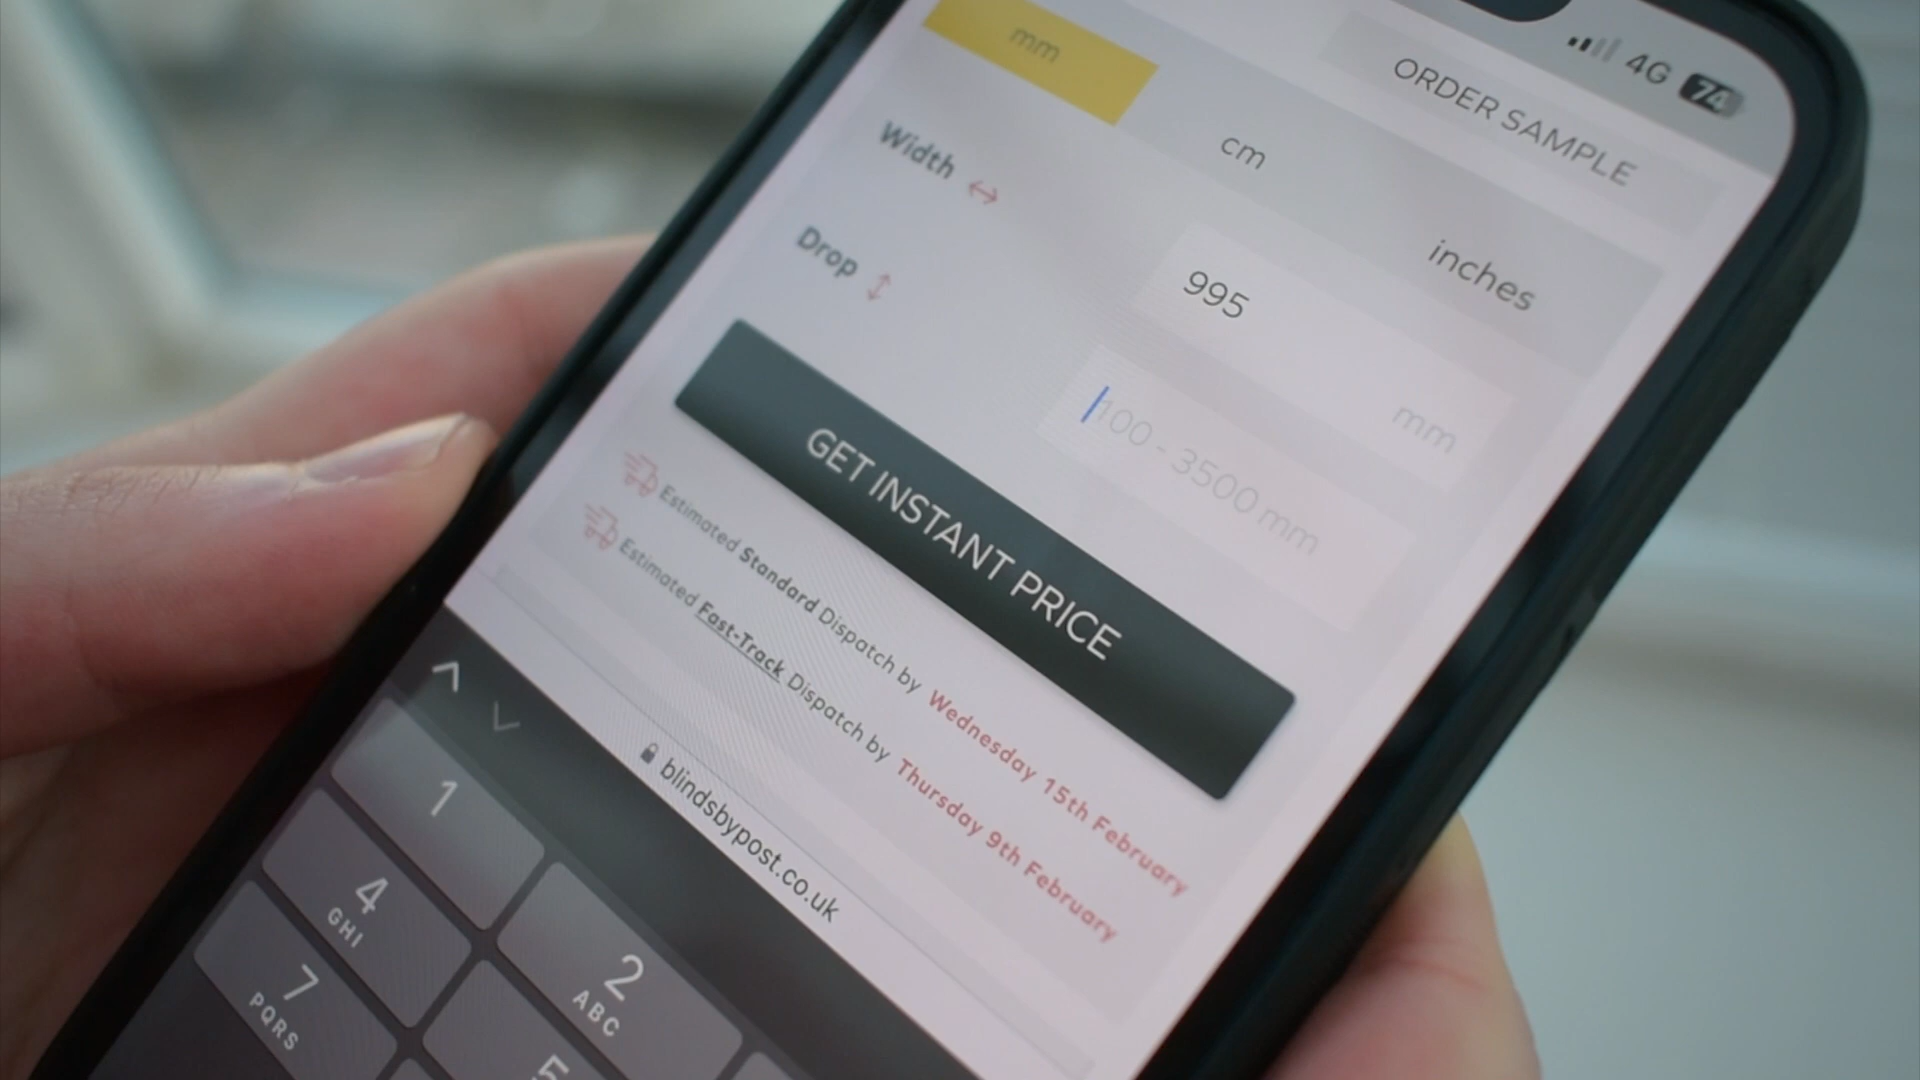 4G 74
ORDER SAMPLE
mm cm inches
Width 995 mm
Drop 100 - 3500 mm
GET INSTANT PRICE
Estimated Standard Dispatch by Wednesday 15th February
Estimated Fast-Track Dispatch by Thursday 9th February
blindsbypost.co.uk
1
2
ABC
4
GHI
5
7
PQRS